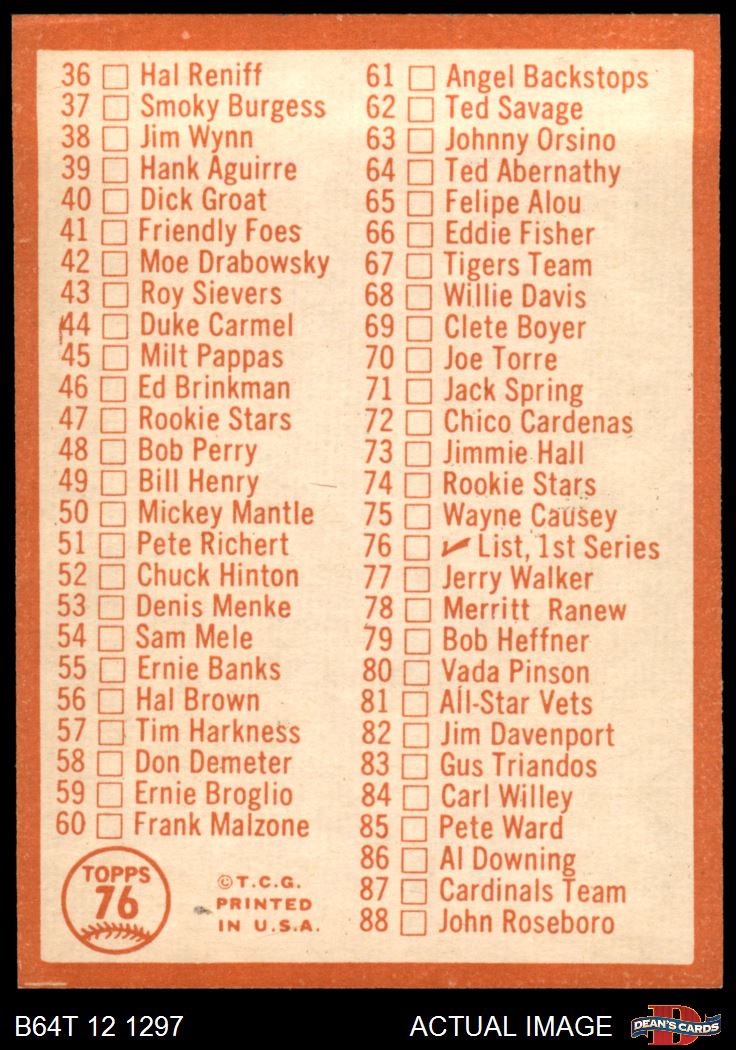 36 Hal Reniff
37 Smoky Burgess
38 Jim Wynn
39 Hank Aguirre
40 Dick Groat
41 Friendly Foes
42 Moe Drabowsky
43 Roy Sievers
44 Duke Carmel
45 Milt Pappas
46 Ed Brinkman
47 Rookie Stars
48 Bob Perry
49 Bill Henry
50 Mickey Mantle
51 Pete Richert
52 Chuck Hinton
53 Denis Menke
54 Sam Mele
55 Ernie Banks
56 Hal Brown
57 Tim Harkness
58 Don Demeter
59 Ernie Broglio
60 Frank Malzone
TOPPS
76
©T.C.G.
PRINTED
IN U.S.A.
61 Angel Backstops
62 Ted Savage
63 Johnny Orsino
64 Ted Abernathy
65 Felipe Alou
66 Eddie Fisher
67 Tigers Team
68 Willie Davis
69 Clete Boyer
70 Joe Torre
71 Jack Spring
72 Chico Cardenas
73 Jimmie Hall
74 Rookie Stars
75 Wayne Causey
76 ✓ List, 1st Series
77 Jerry Walker
78 Merritt Ranew
79 Bob Heffner
80 Vada Pinson
81 All-Star Vets
82 Jim Davenport
83 Gus Triandos
84 Carl Willey
85 Pete Ward
86 Al Downing
87 Cardinals Team
88 John Roseboro
B64T 12 1297
ACTUAL IMAGE
D
DEAN'S CARDS